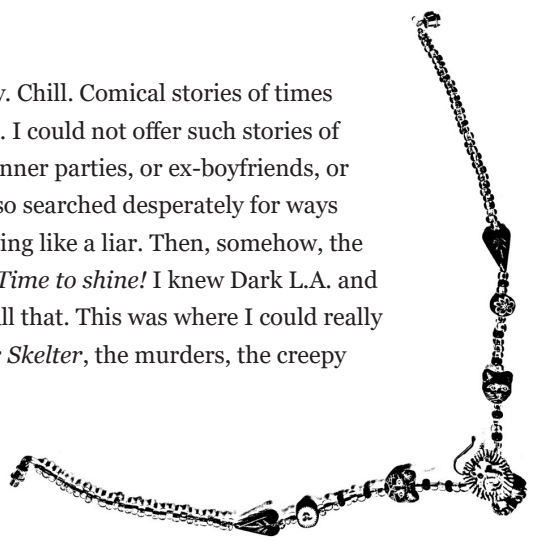 . Chill. Comical stories of times
. I could not offer such stories of
nner parties, or ex-boyfriends, or
so searched desperately for ways
ing like a liar. Then, somehow, the
Time to shine! I knew Dark L.A. and
ll that. This was where I could really
Skelter, the murders, the creepy